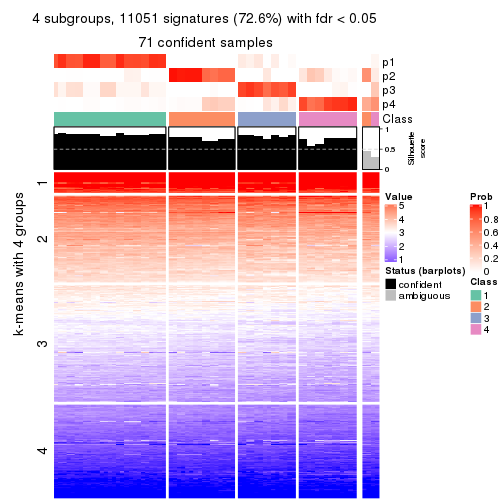 4 subgroups, 11051 signatures (72.6%) with fdr < 0.05
71 confident samples
p1
p2
p3
p4
Class
1
0.5
0
Silhouette
score
k-means with 4 groups
1
2
3
4
Value
5
4
3
2
1
Status (barplots)
confident
ambiguous
Prob
1
0.8
0.6
0.4
0.2
0
Class
1
2
3
4